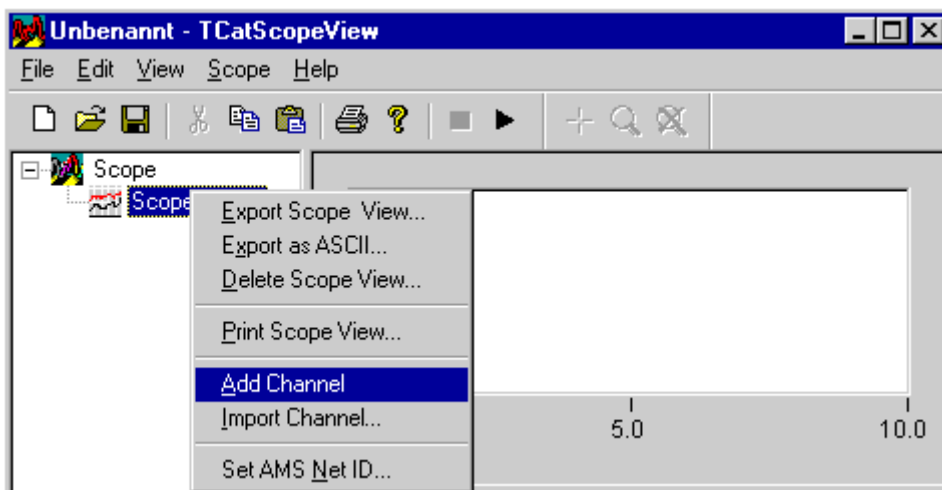 Unbenannt - TCatScopeView
File Edit View Scope Help
Scope
Scope
Export Scope View...
Export as ASCII...
Delete Scope View...
Print Scope View...
Add Channel
Import Channel...
Set AMS Net ID...
5.0 10.0